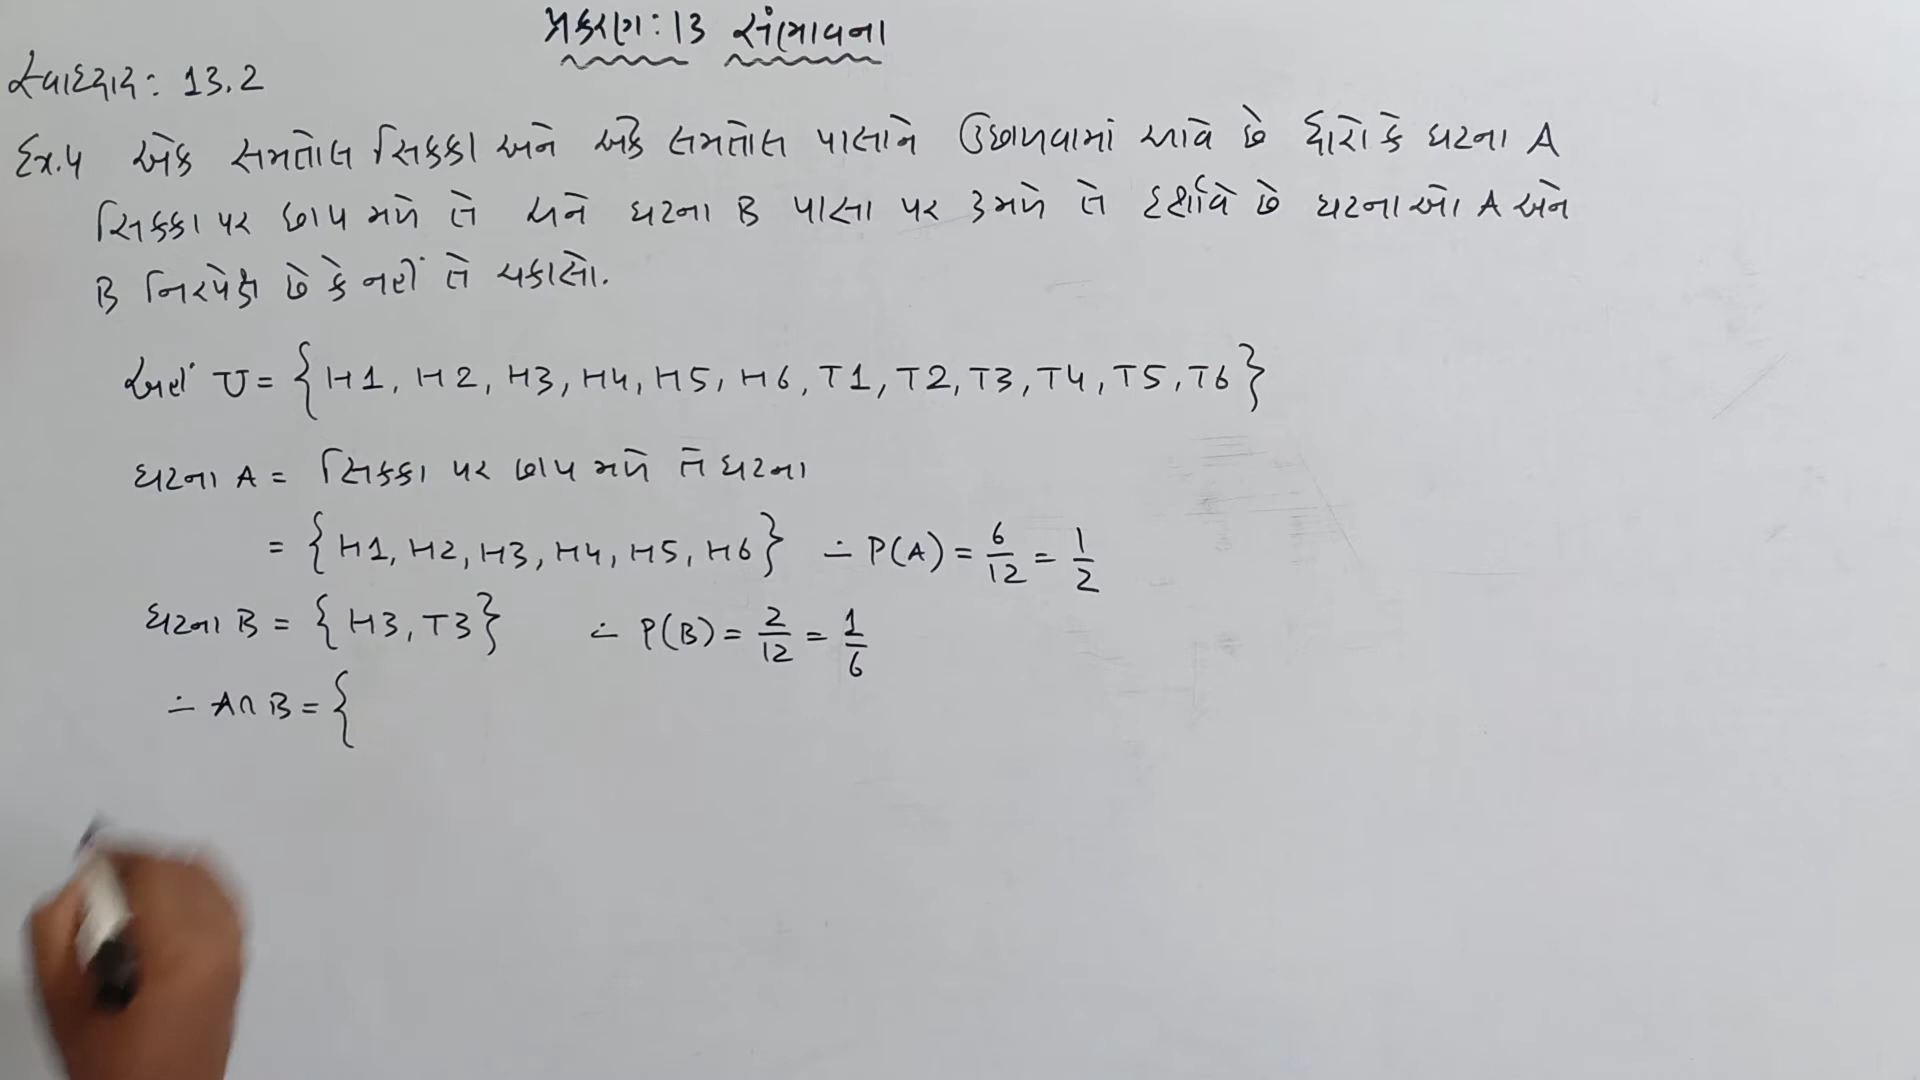 પ્રકરણ : 13 સંભાવના
સ્વાધ્યાય : 13.2
Ex.4 એક સમતોલ સિક્કા અને એક સમતોલ પાસાને ઉછાળવામાં આવે છે ધારો કે ઘટના A
સિક્કા પર છાપ મળે તે અને ઘટના B પાસા પર 3 મળે તે દર્શાવે છે ઘટનાઓ A અને
B નિરપેક્ષ છે કે નહીં તે ચકાસો.
અહીં U = { H1, H2, H3, H4, H5, H6, T1, T2, T3, T4, T5, T6 }
ઘટના A = સિક્કા પર છાપ મળે તે ઘટના
= { H1, H2, H3, H4, H5, H6 } ∴ P(A) = 6/12 = 1/2
ઘટના B = { H3, T3 } ∴ P(B) = 2/12 = 1/6
∴ A∩B = {